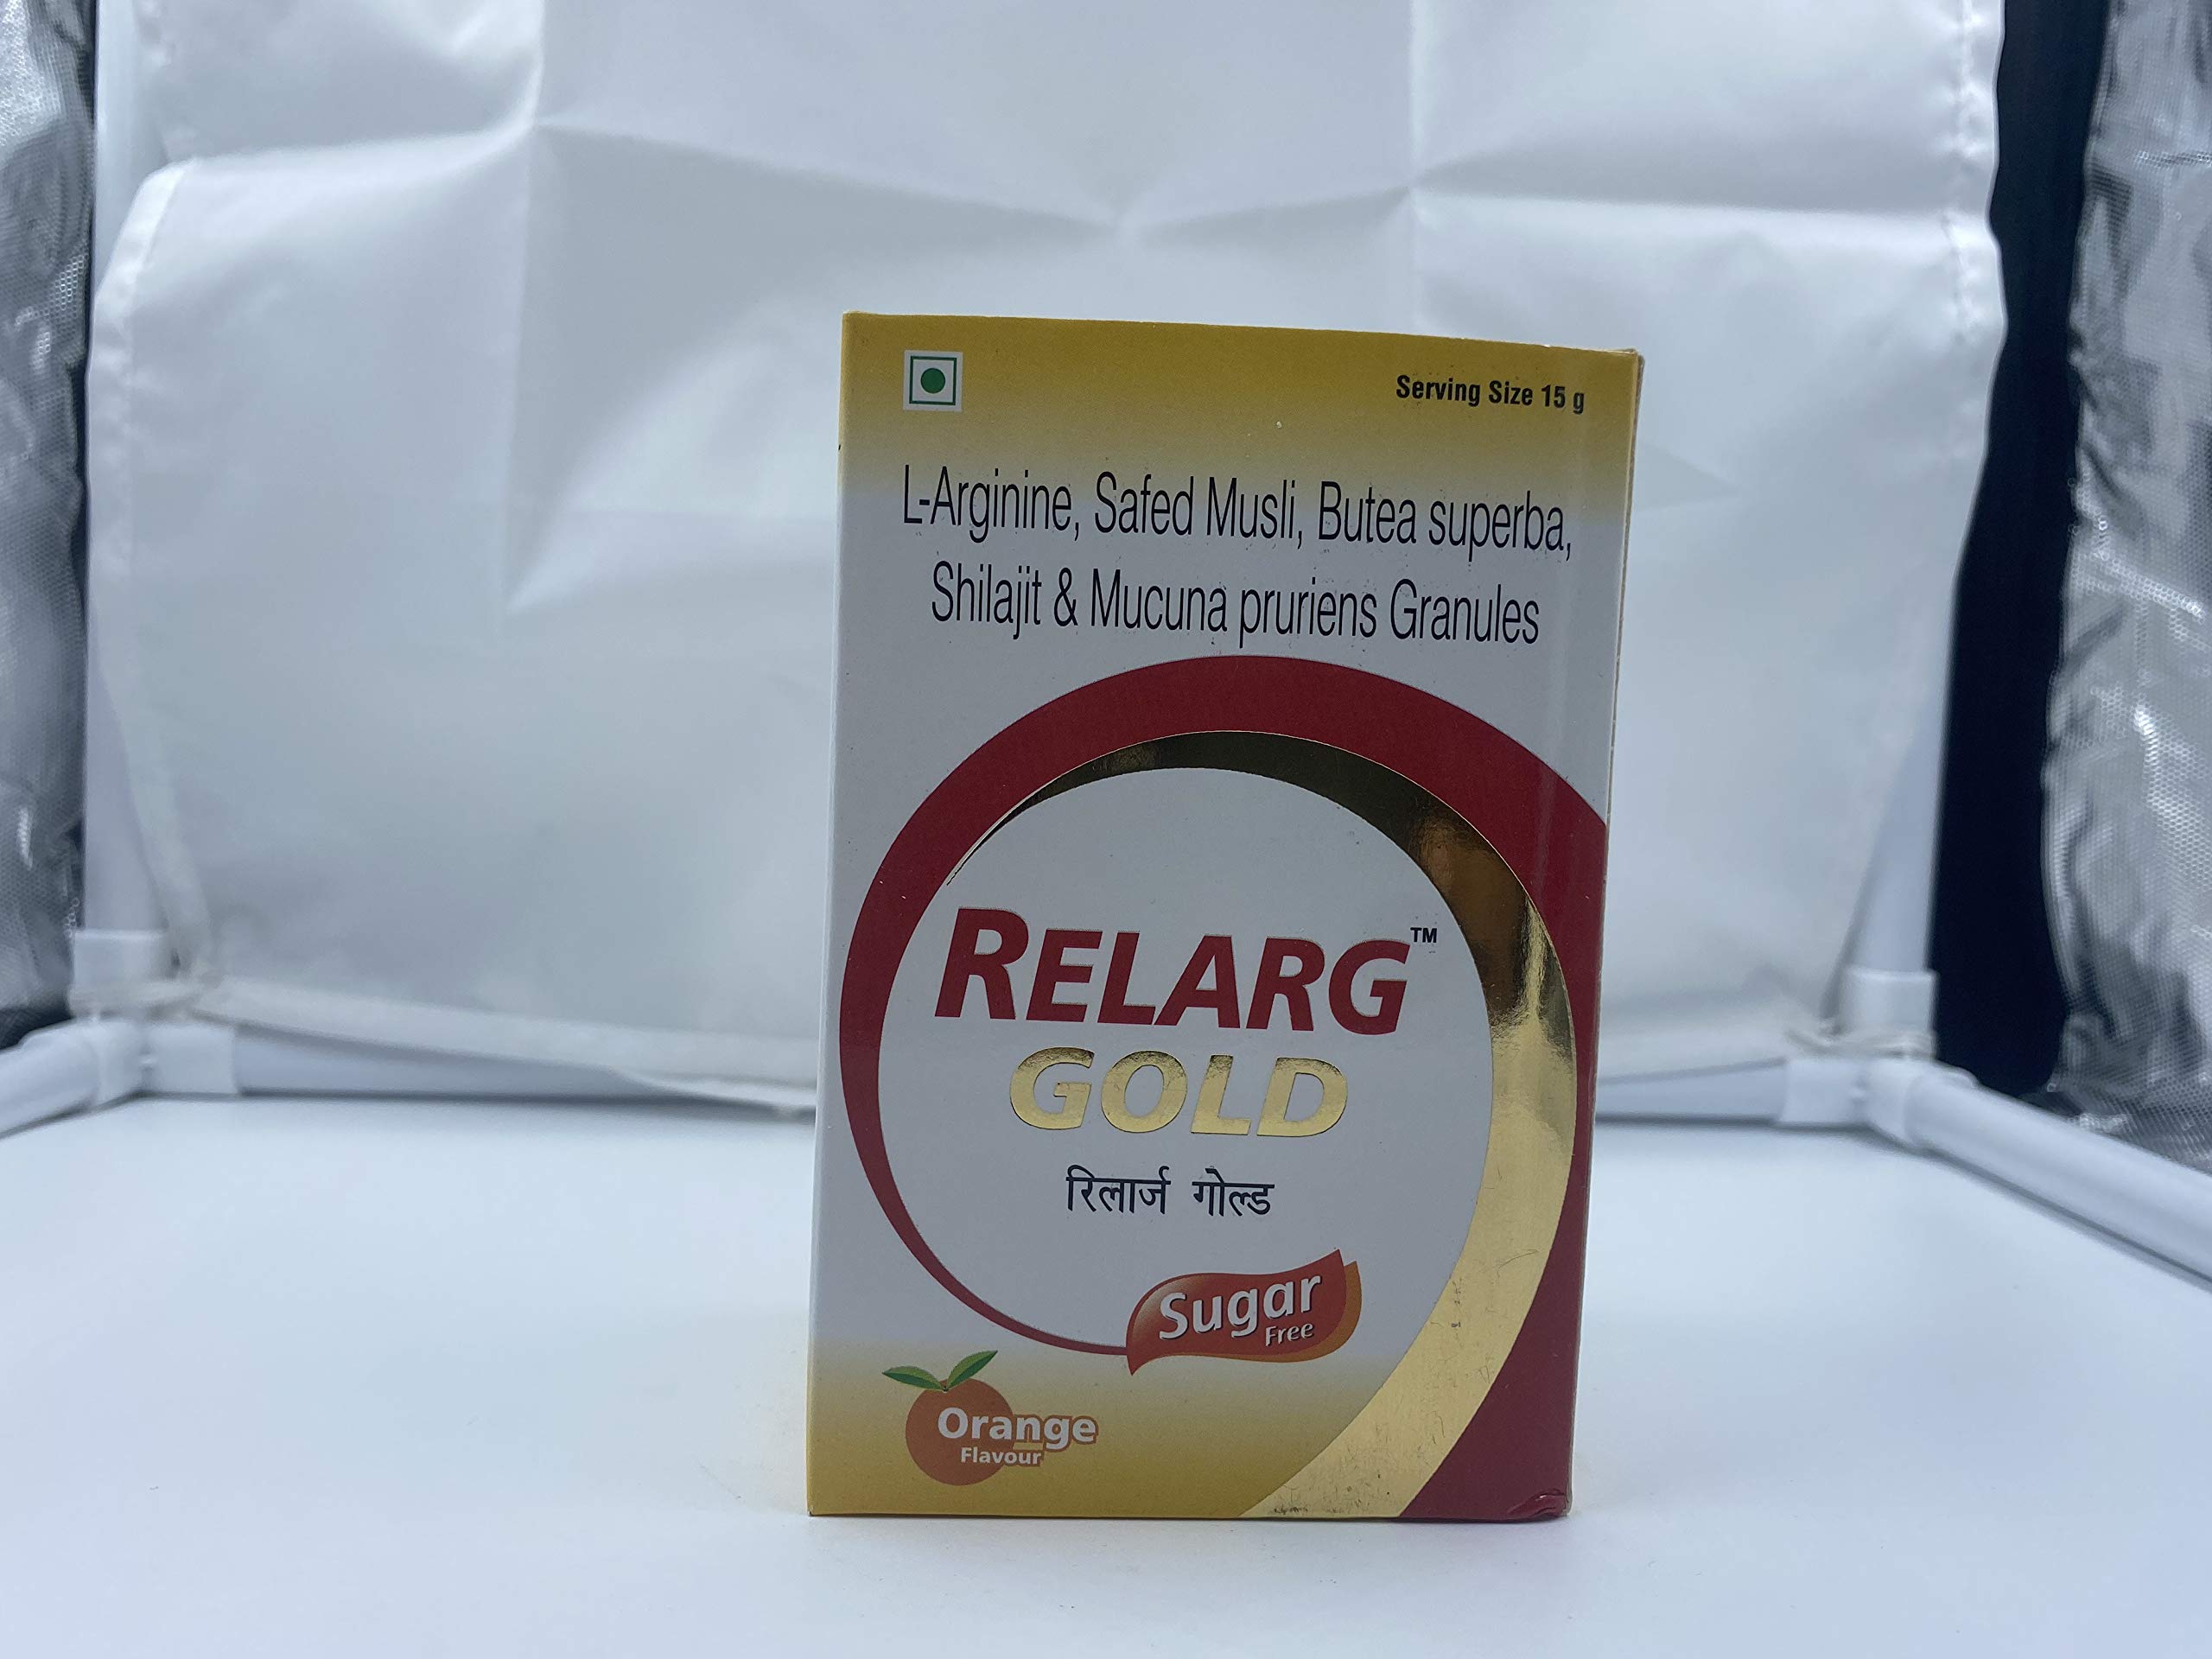 Serving Size 15 g
L-Arginine, Safed Musli, Butea superba,
Shilajit & Mucuna pruriens Granules
RELARG™
GOLD
रिलार्ज गोल्ड
Sugar
Free
Orange
Flavour